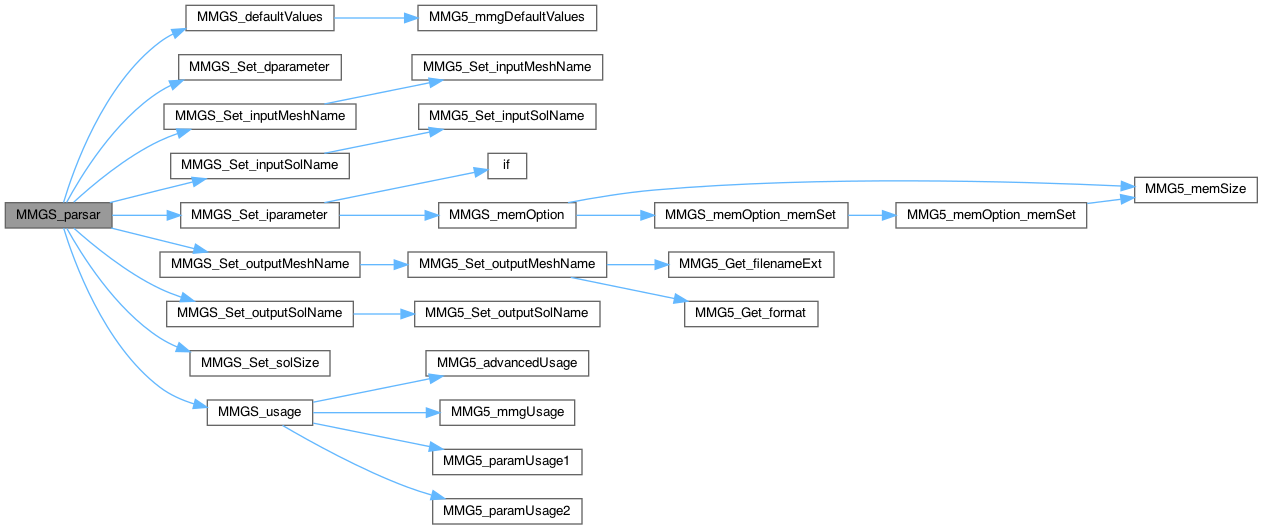 MMGS_defaultValues
MMG5_mmgDefaultValues
MMGS_Set_dparameter
MMG5_Set_inputMeshName
MMGS_Set_inputMeshName
MMG5_Set_inputSolName
MMGS_Set_inputSolName
if
MMG5_memSize
MMGS_parsar
MMGS_Set_iparameter
MMGS_memOption
MMGS_memOption_memSet
MMG5_memOption_memSet
MMGS_Set_outputMeshName
MMG5_Set_outputMeshName
MMG5_Get_filenameExt
MMGS_Set_outputSolName
MMG5_Set_outputSolName
MMG5_Get_format
MMGS_Set_solSize
MMG5_advancedUsage
MMGS_usage
MMG5_mmgUsage
MMG5_paramUsage1
MMG5_paramUsage2